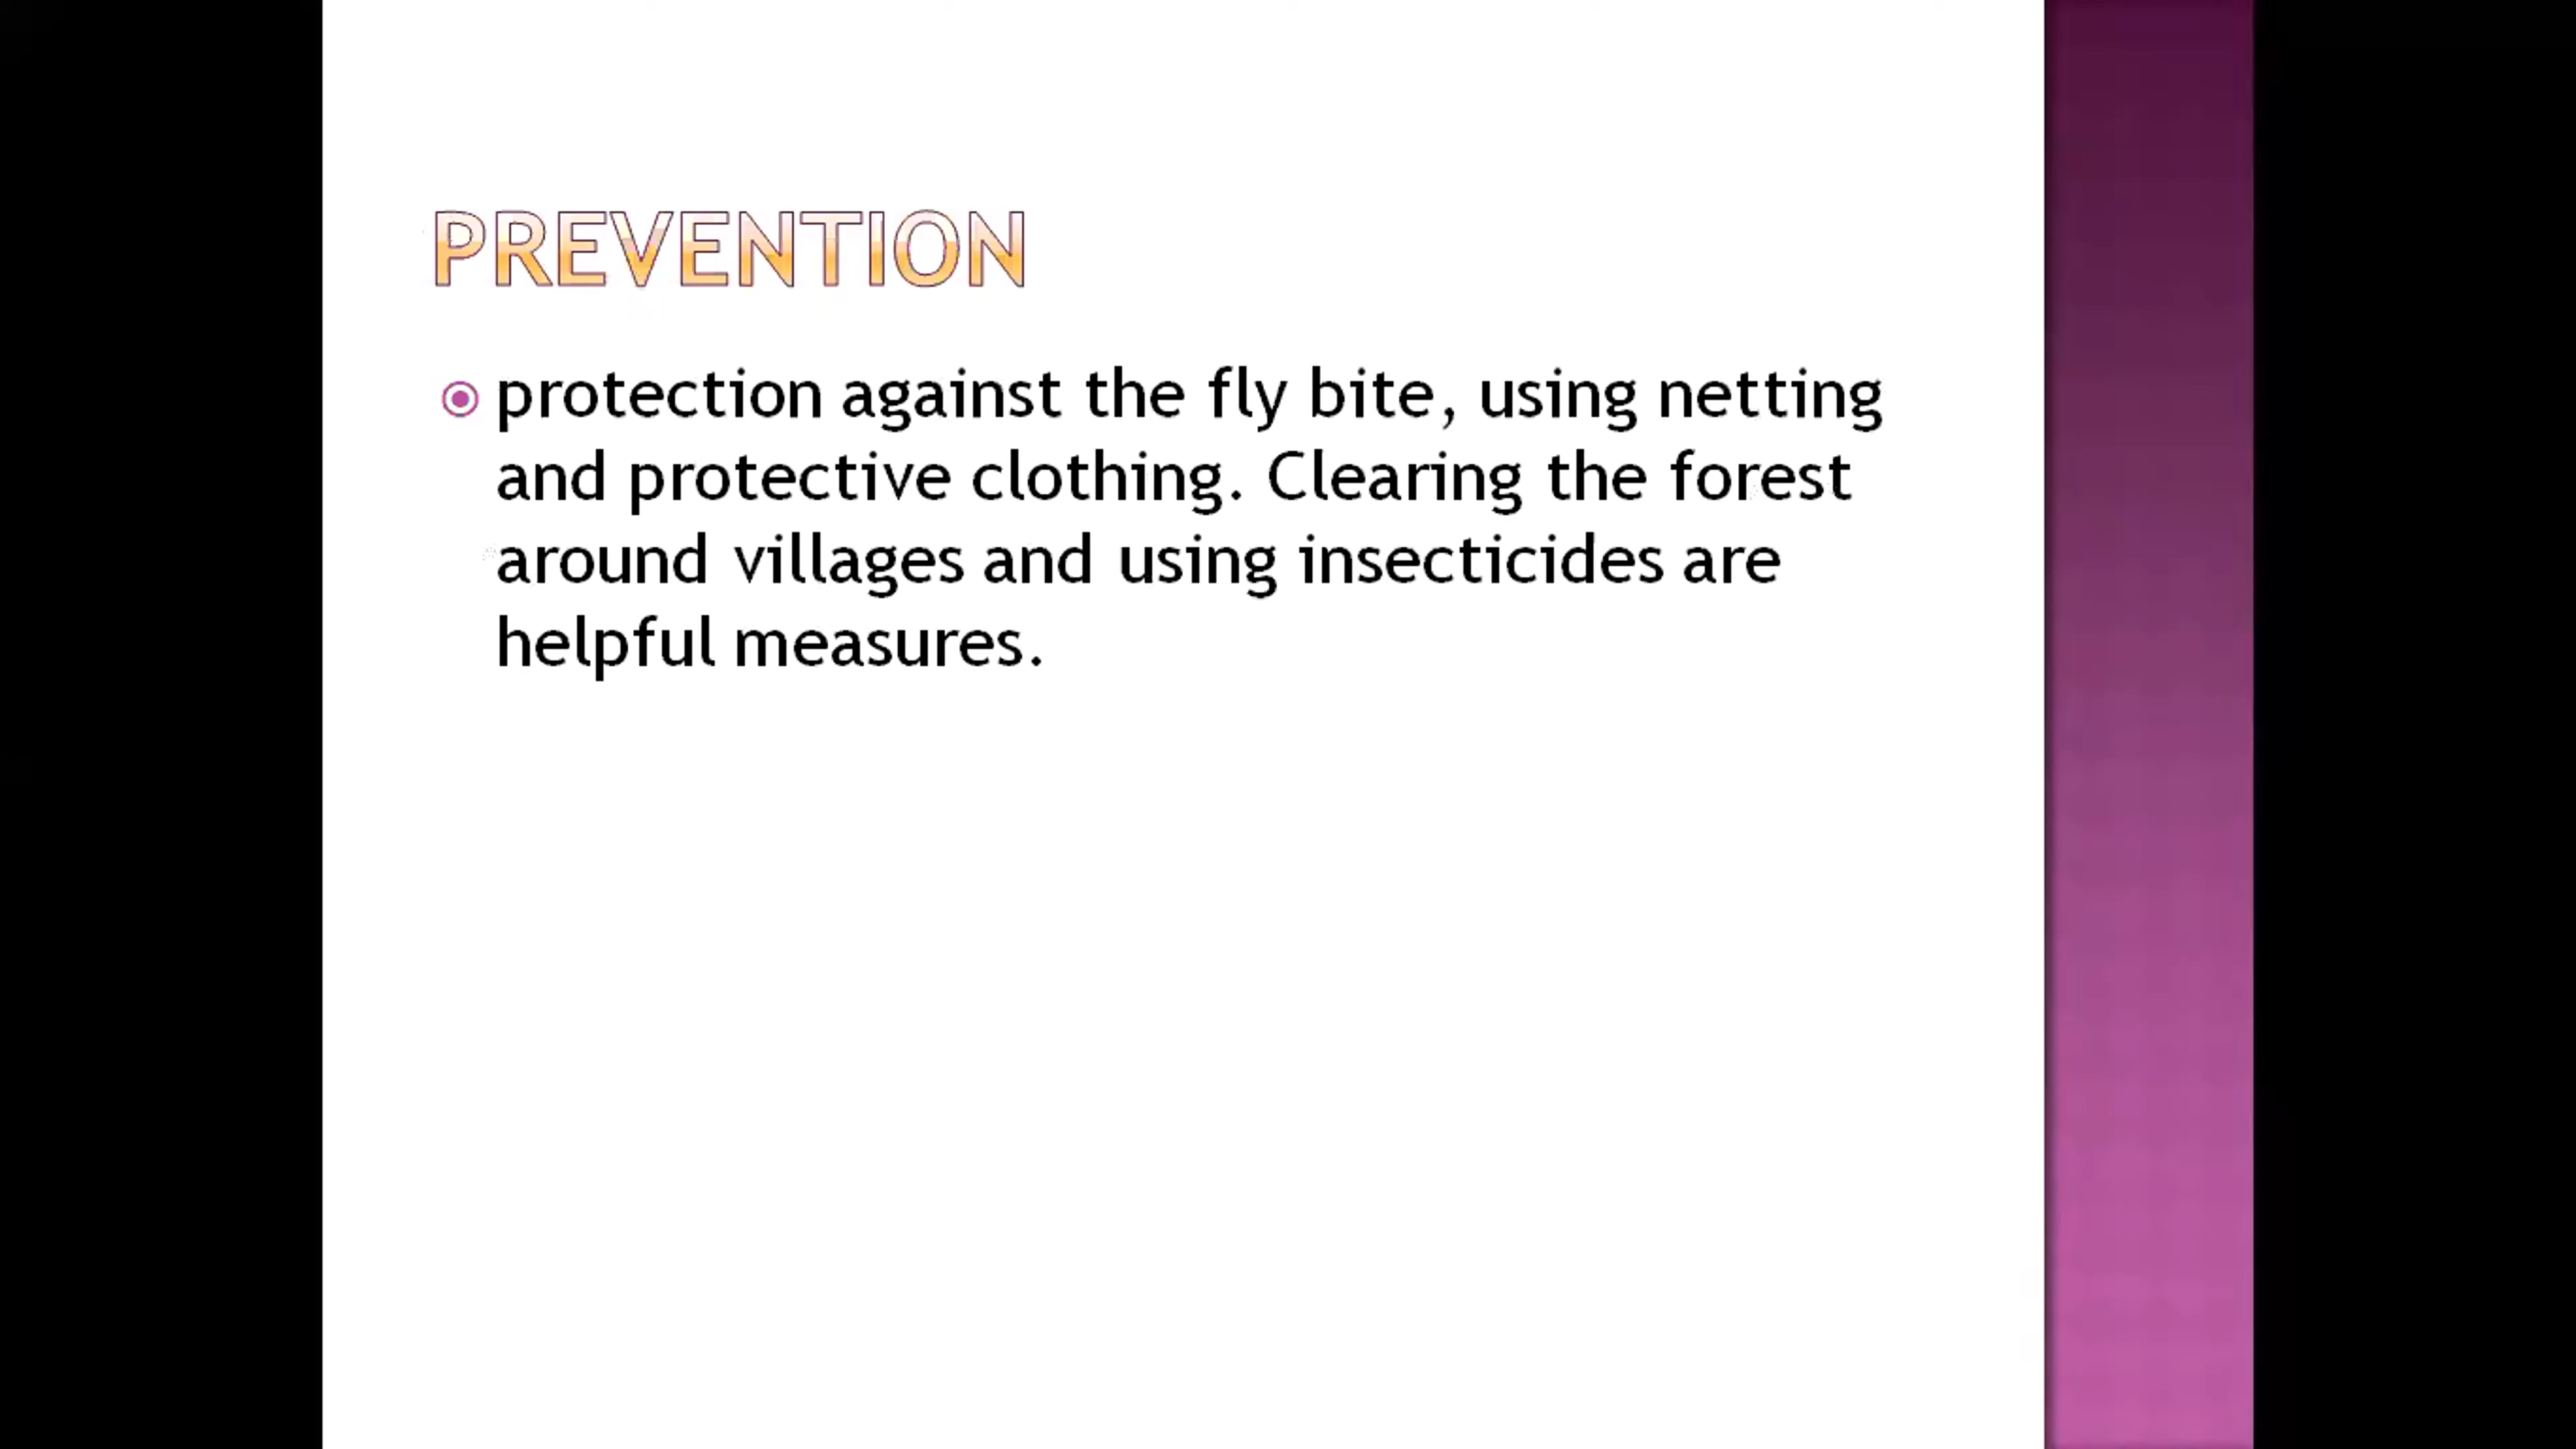 PREVENTION
protection against the fly bite, using netting
and protective clothing. Clearing the forest
around villages and using insecticides are
helpful measures.